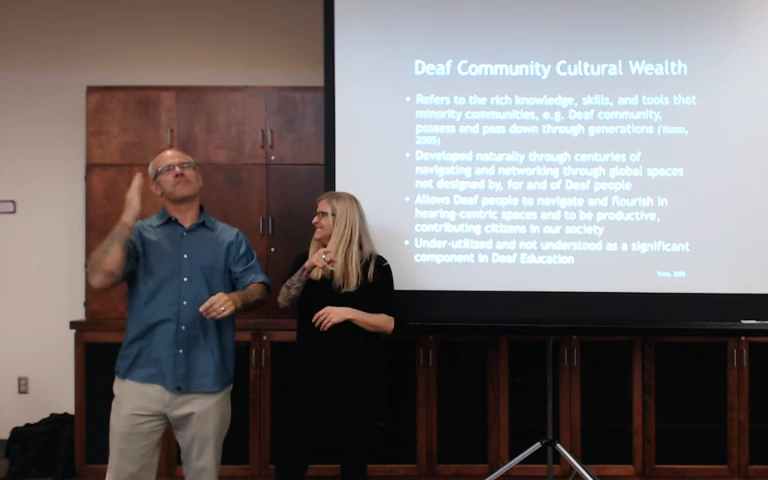 Deaf Community Cultural Wealth
• Refers to the rich knowledge, skills, and tools that
minority communities, e.g. Deaf community,
possess and pass down through generations (Yosso,
2005)
• Developed naturally through centuries of
navigating and networking through global spaces
not designed by, for and of Deaf people
• Allows Deaf people to navigate and flourish in
hearing-centric spaces and to be productive,
contributing citizens in our society
• Under-utilized and not understood as a significant
component in Deaf Education